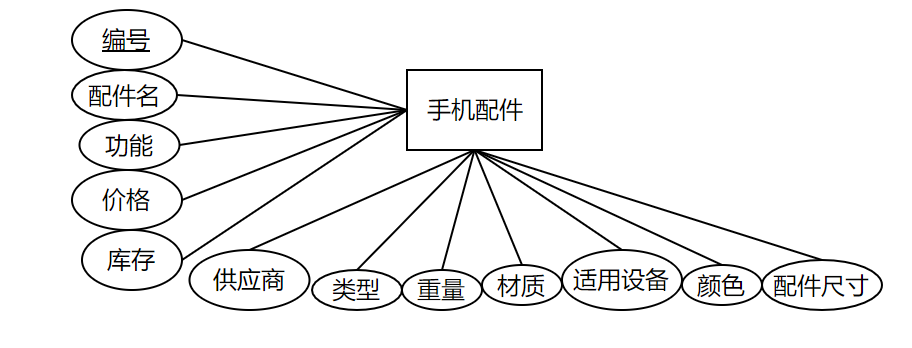 编号
配件名
功能
价格
库存
手机配件
供应商
类型
重量
材质
适用设备
颜色
配件尺寸